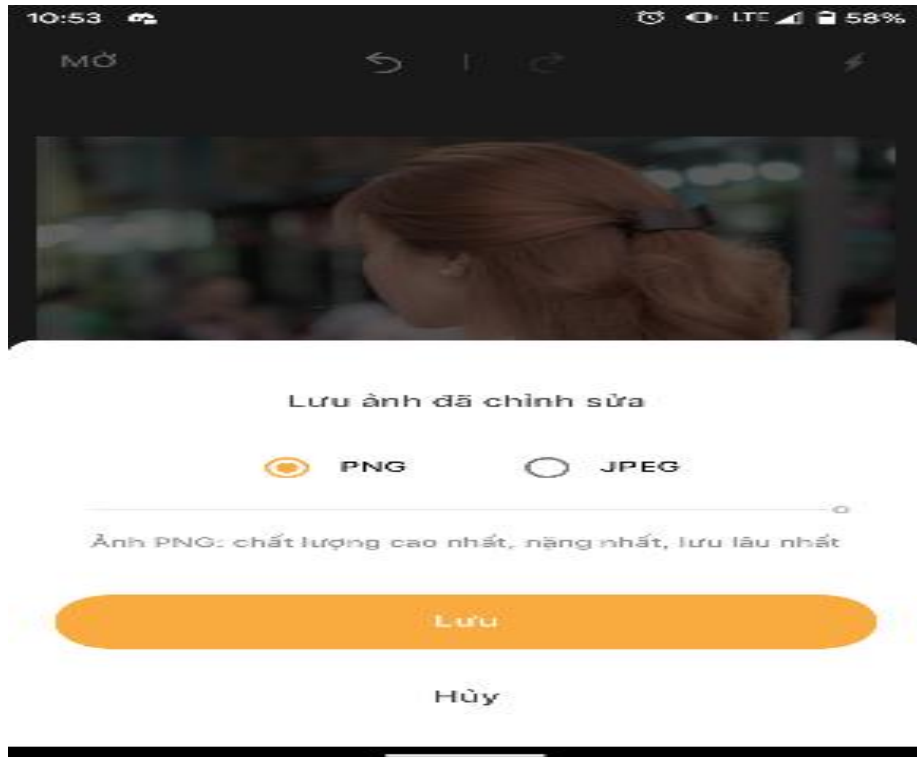 10:53 LTE 58%
MỞ
Lưu ảnh đã chỉnh sửa
PNG JPEG
Ảnh PNG: chất lượng cao nhất, nặng nhất, lưu lâu nhất
Lưu
Hủy